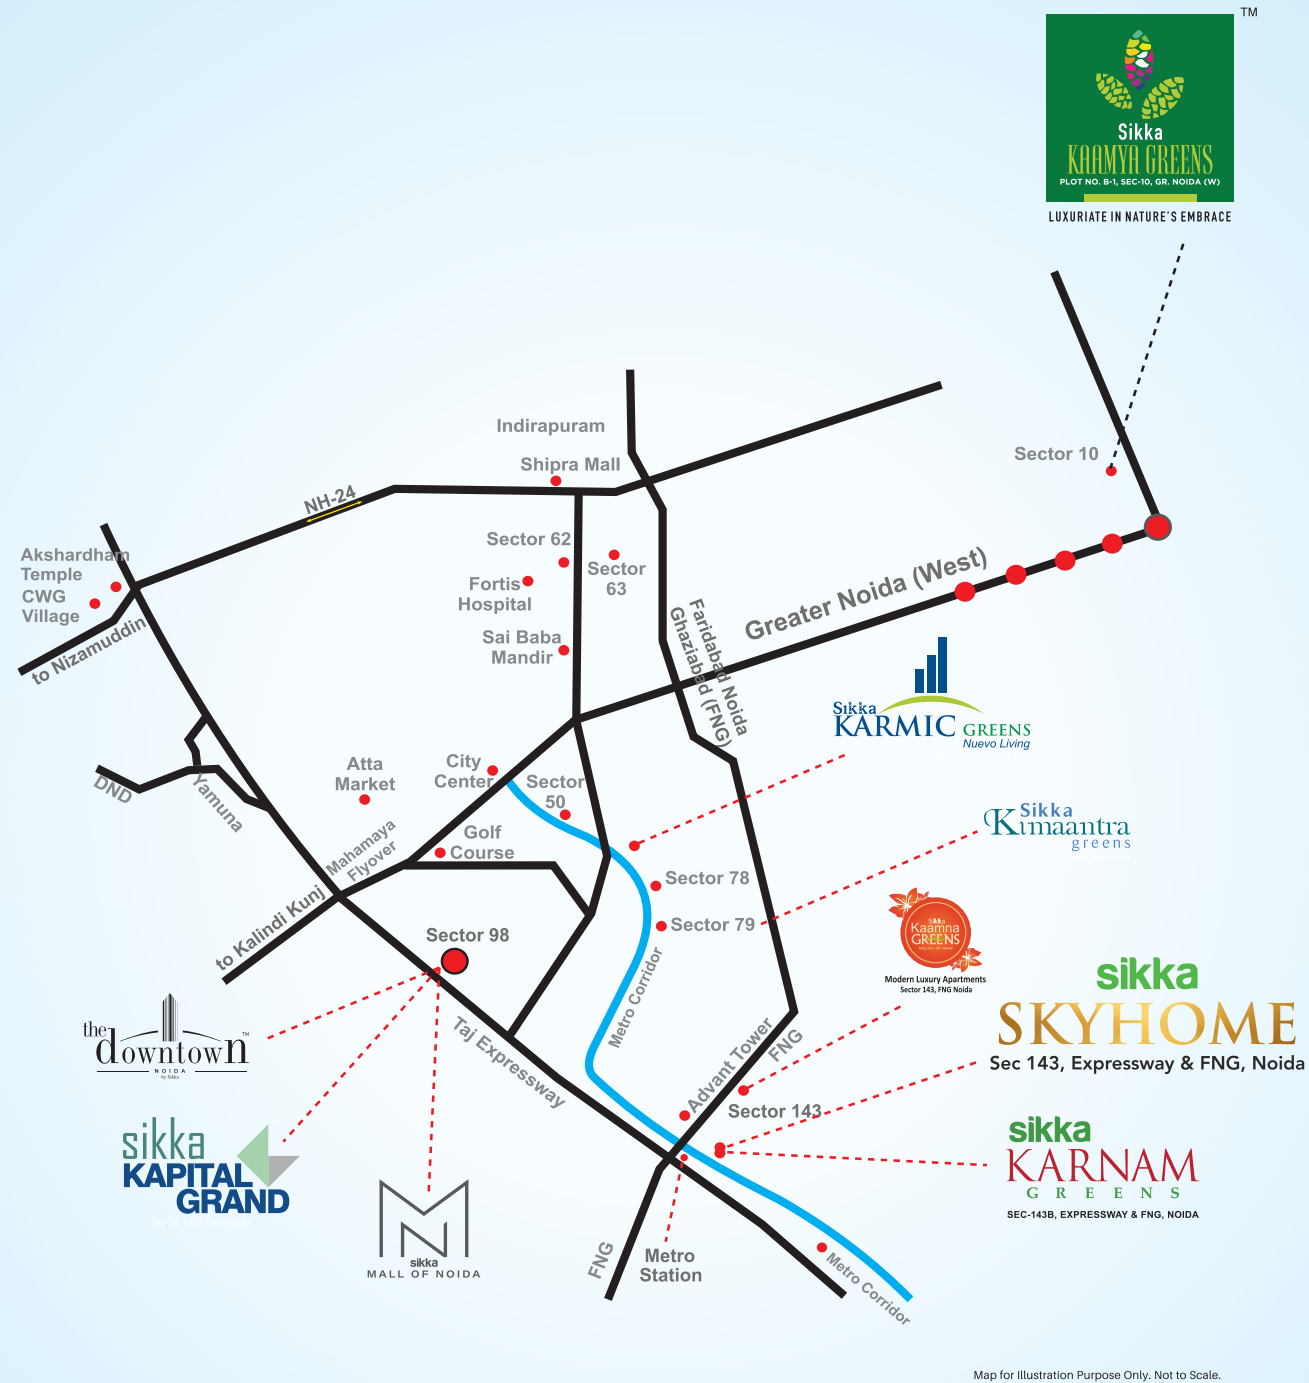 TM
Sikka
KAAMYA GREENS
PLOT NO. B-1, SEC-10, GR. NOIDA (W)
LUXURIATE IN NATURE'S EMBRACE
Indirapuram
Shipra Mall
Sector 10
NH-24
Akshardham
Temple
CWG
Village
to Nizamuddin
Sector 62
Sector
63
Fortis
Hospital
Sai Baba
Mandir
Greater Noida (West)
Faridabad Noida
Ghaziabad (FNG)
Sikka
KARMIC GREENS
Nuevo Living
DND
Yamuna
Atta
Market
City
Center
Sector
50
Mahamaya
Flyover
Golf
Course
Sikka
Kımaantra
greens
Sector 78
Sector 79
to Kalindi Kunj
Sector 98
Metro Corridor
Sikka
Kaamna
GREENS
Modern Luxury Apartments
Sector 143, FNG Noida
sikka
SKYHOME
Sec 143, Expressway & FNG, Noida
the
downtown
TM
NOIDA
by Sikka
Taj Expressway
Advant Tower
FNG
Sector 143
sikka
KARNAM
GREENS
SEC-143B, EXPRESSWAY & FNG, NOIDA
sikka
KAPITAL
GRAND
sikka
MALL OF NOIDA
FNG
Metro
Station
Metro Corridor
Map for Illustration Purpose Only. Not to Scale.